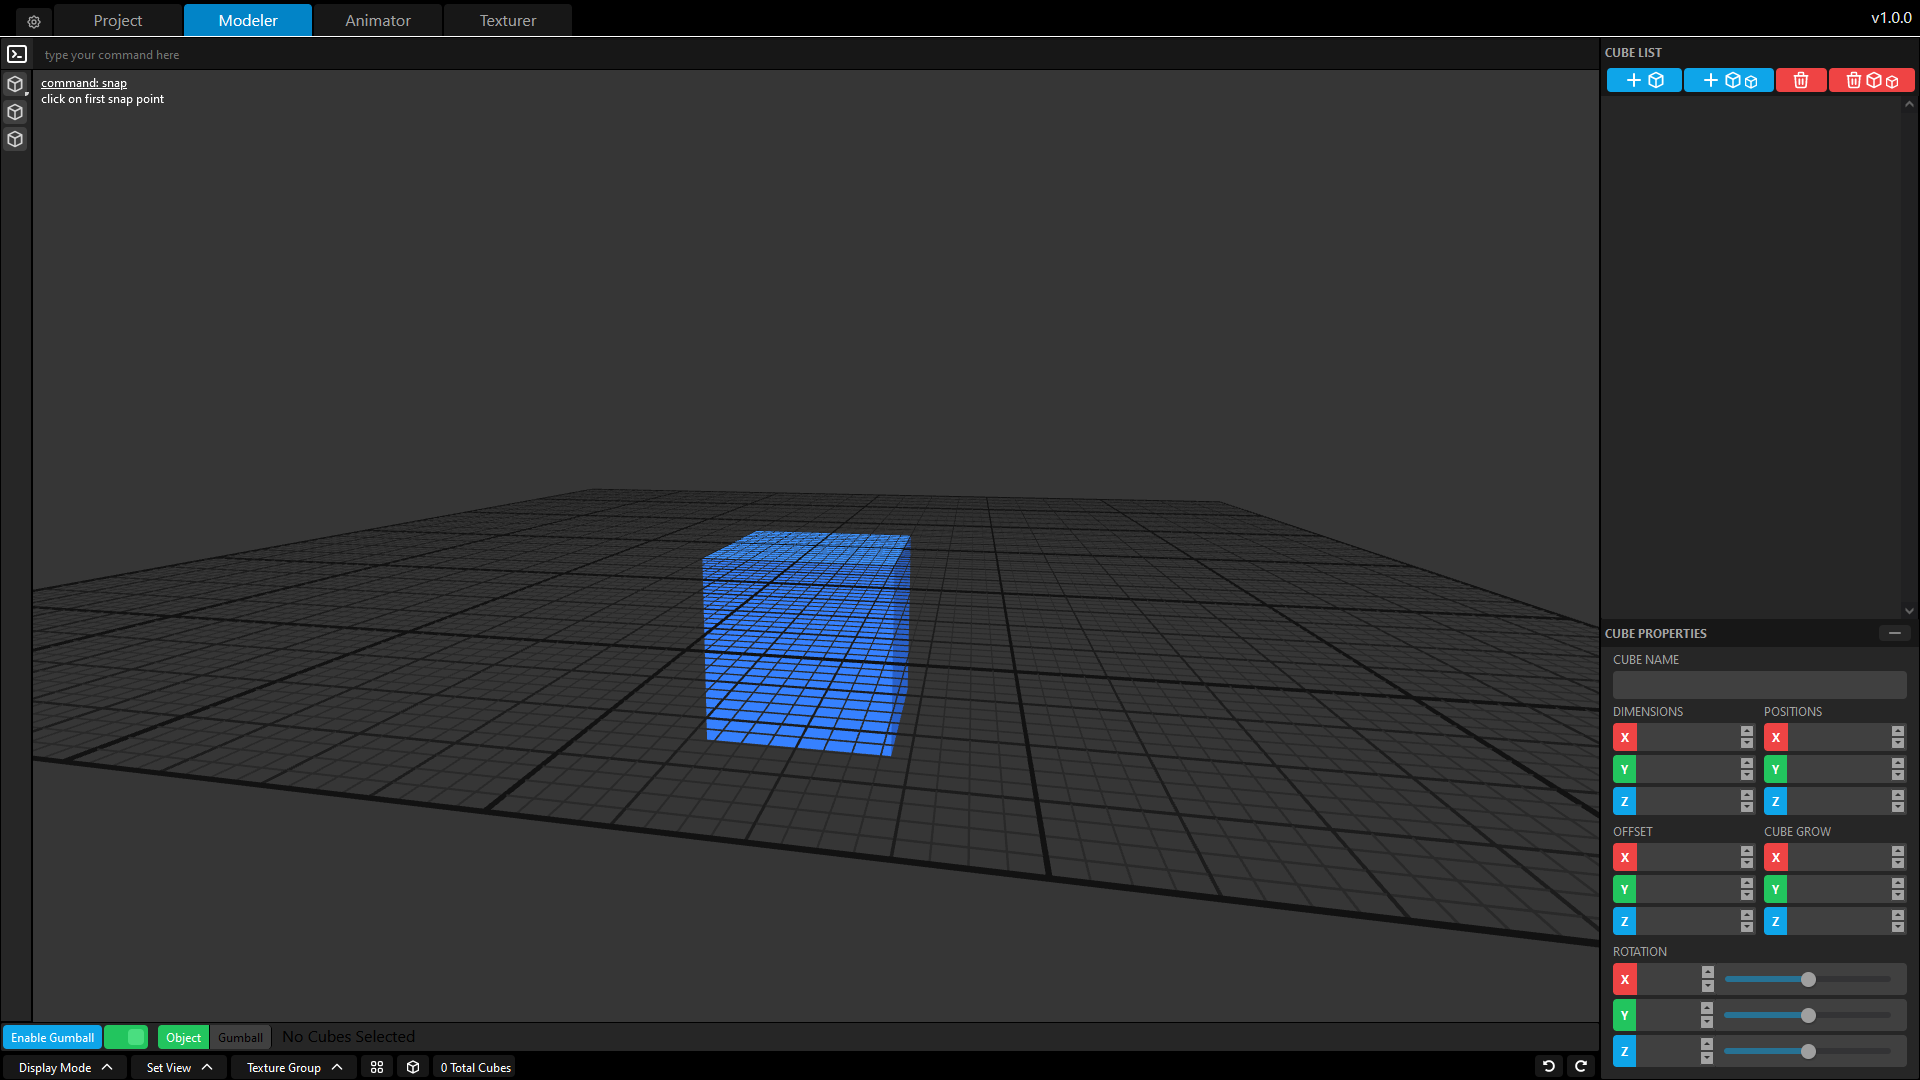 Project
Modeler
Animator
Texturer
v1.0.0
type your command here
command: snap
click on first snap point
CUBE LIST
CUBE PROPERTIES
CUBE NAME
DIMENSIONS
POSITIONS
X
X
Y
Y
Z
Z
OFFSET
CUBE GROW
X
X
Y
Y
Z
Z
ROTATION
X
Y
Z
Enable Gumball
Object
Gumball
No Cubes Selected
Display Mode
Set View
Texture Group
0 Total Cubes